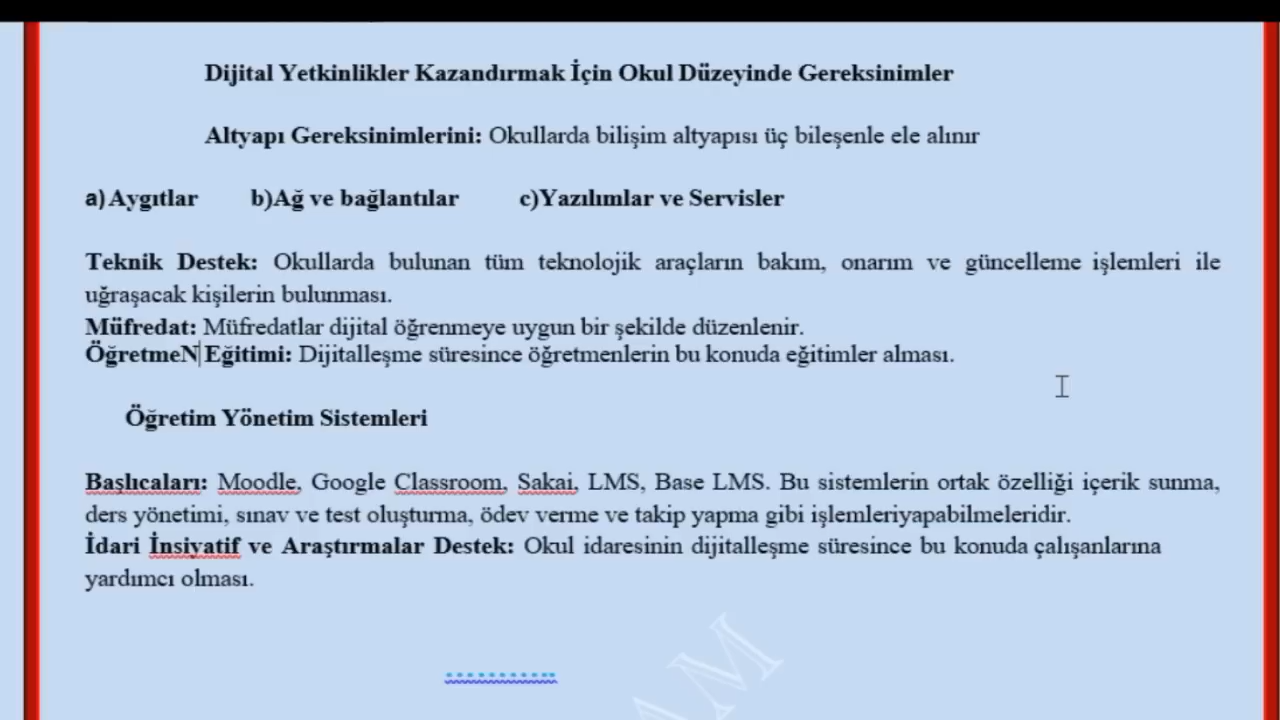 Dijital Yetkinlikler Kazandırmak İçin Okul Düzeyinde Gereksinimler
Altyapı Gereksinimlerini: Okullarda bilişim altyapısı üç bileşenle ele alınır
a) Aygıtlar b)Ağ ve bağlantılar c)Yazılımlar ve Servisler
Teknik Destek: Okullarda bulunan tüm teknolojik araçların bakım, onarım ve güncelleme işlemleri ile
uğraşacak kişilerin bulunması.
Müfredat: Müfredatlar dijital öğrenmeye uygun bir şekilde düzenlenir.
ÖğretmeN Eğitimi: Dijitalleşme süresince öğretmenlerin bu konuda eğitimler alması.
Öğretim Yönetim Sistemleri
Başlıcaları: Moodle, Google Classroom, Sakai, LMS, Base LMS. Bu sistemlerin ortak özelliği içerik sunma,
ders yönetimi, sınav ve test oluşturma, ödev verme ve takip yapma gibi işlemleriyapabilmeleridir.
İdari İnsiyatif ve Araştırmalar Destek: Okul idaresinin dijitalleşme süresince bu konuda çalışanlarına
yardımcı olması.